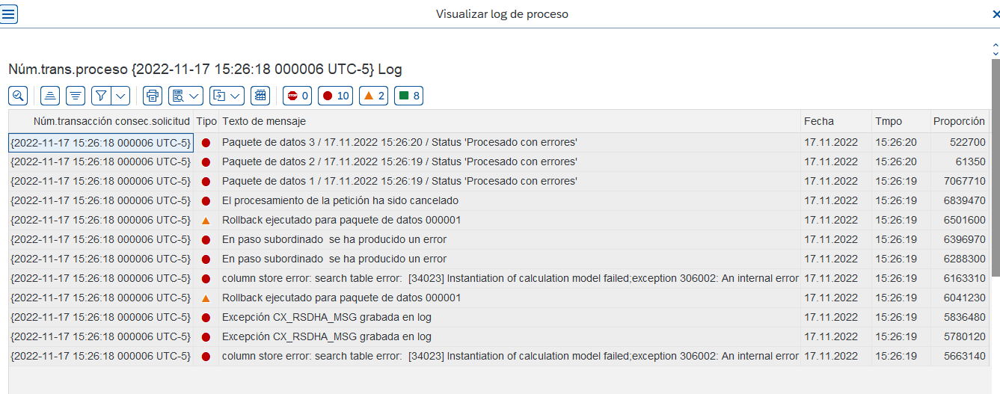 Visualizar log de proceso
Núm.trans.proceso {2022-11-17 15:26:18 000006 UTC-5} Log
STOP 0 10 2 8
Núm.transacción consec.solicitud Tipo Texto de mensaje Fecha Tmpo Proporción
{2022-11-17 15:26:18 000006 UTC-5} Paquete de datos 3 / 17.11.2022 15:26:20 / Status 'Procesado con errores' 17.11.2022 15:26:20 522700
{2022-11-17 15:26:18 000006 UTC-5} Paquete de datos 2 / 17.11.2022 15:26:19 / Status 'Procesado con errores' 17.11.2022 15:26:20 61350
{2022-11-17 15:26:18 000006 UTC-5} Paquete de datos 1 / 17.11.2022 15:26:19 / Status 'Procesado con errores' 17.11.2022 15:26:19 7067710
{2022-11-17 15:26:18 000006 UTC-5} El procesamiento de la petición ha sido cancelado 17.11.2022 15:26:19 6839470
{2022-11-17 15:26:18 000006 UTC-5} Rollback ejecutado para paquete de datos 000001 17.11.2022 15:26:19 6501600
{2022-11-17 15:26:18 000006 UTC-5} En paso subordinado  se ha producido un error 17.11.2022 15:26:19 6396970
{2022-11-17 15:26:18 000006 UTC-5} En paso subordinado  se ha producido un error 17.11.2022 15:26:19 6288300
{2022-11-17 15:26:18 000006 UTC-5} column store error: search table error:  [34023] Instantiation of calculation model failed;exception 306002: An internal error 17.11.2022 15:26:19 6163310
{2022-11-17 15:26:18 000006 UTC-5} Rollback ejecutado para paquete de datos 000001 17.11.2022 15:26:19 6041230
{2022-11-17 15:26:18 000006 UTC-5} Excepción CX_RSDHA_MSG grabada en log 17.11.2022 15:26:19 5836480
{2022-11-17 15:26:18 000006 UTC-5} Excepción CX_RSDHA_MSG grabada en log 17.11.2022 15:26:19 5780120
{2022-11-17 15:26:18 000006 UTC-5} column store error: search table error:  [34023] Instantiation of calculation model failed;exception 306002: An internal error 17.11.2022 15:26:19 5663140